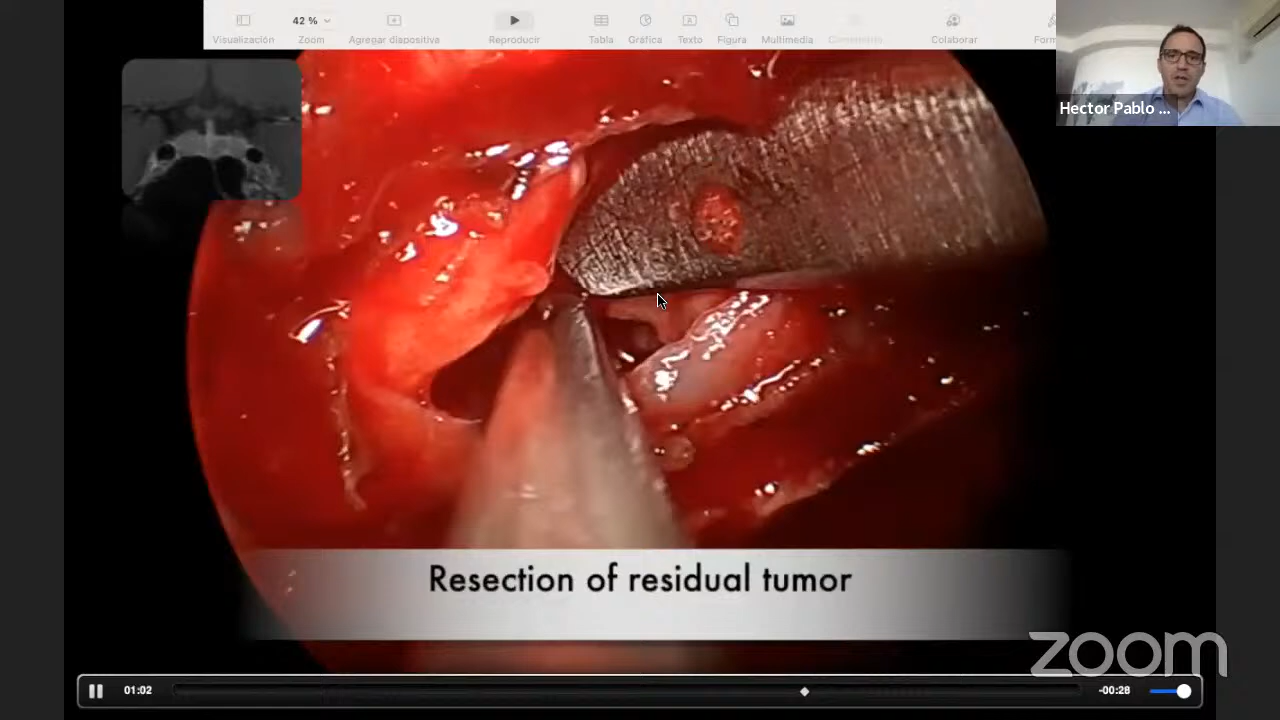 42 %
Visualización
Zoom
Agregar diapositiva
Reproducir
Tabla
Gráfica
Texto
Figura
Multimedia
Comentario
Colaborar
Hector Pablo ...
Resection of residual tumor
zoom
01:02
-00:28